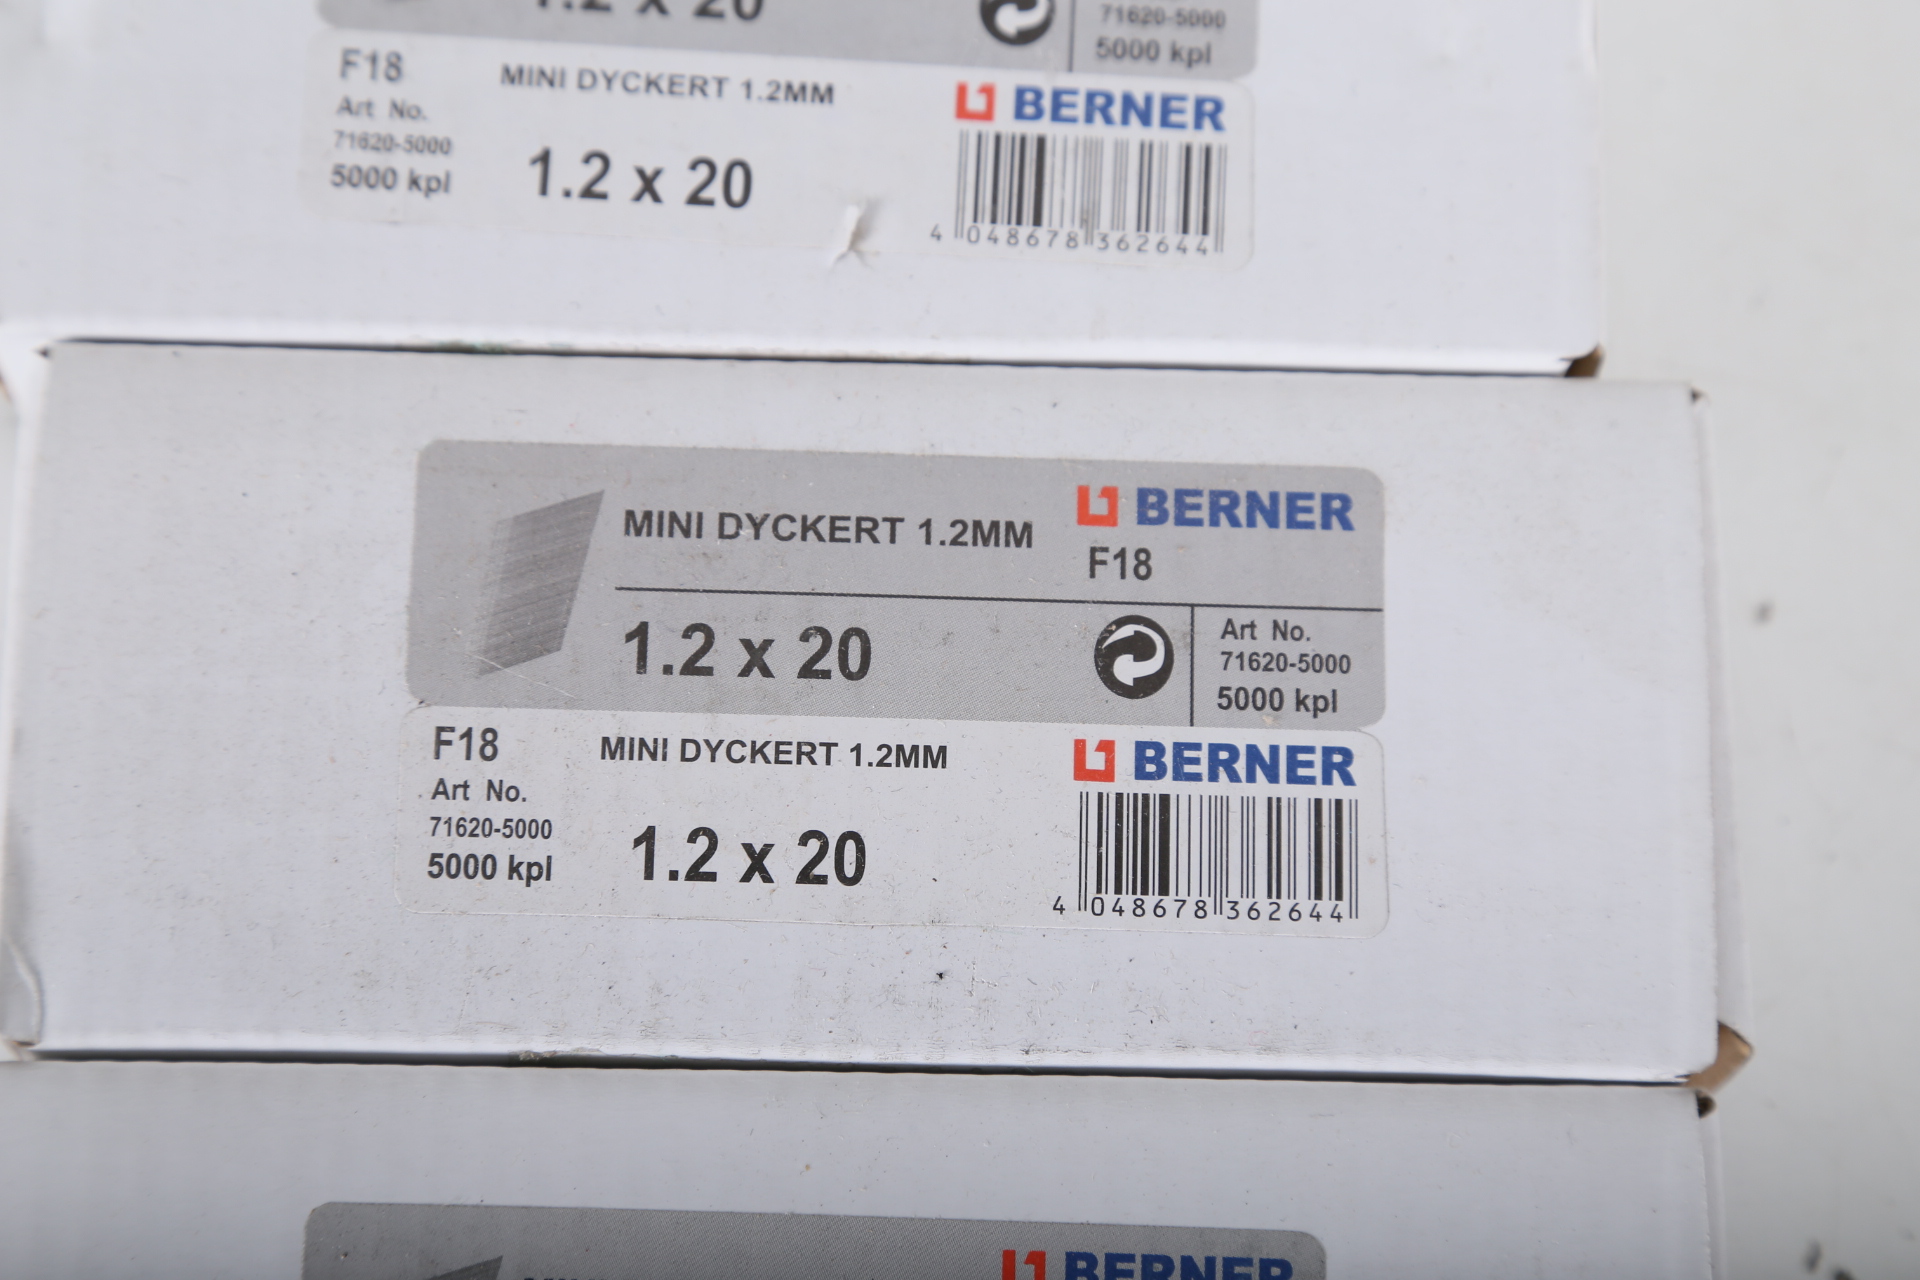 1.2 x 20
71620-5000
5000 kpl
F18
MINI DYCKERT 1.2MM
BERNER
Art No.
71620-5000
5000 kpl
1.2 x 20
4 048678 362644
MINI DYCKERT 1.2MM
BERNER
F18
1.2 x 20
Art No.
71620-5000
5000 kpl
F18
MINI DYCKERT 1.2MM
BERNER
Art No.
71620-5000
5000 kpl
1.2 x 20
4 048678 362644
BERNER